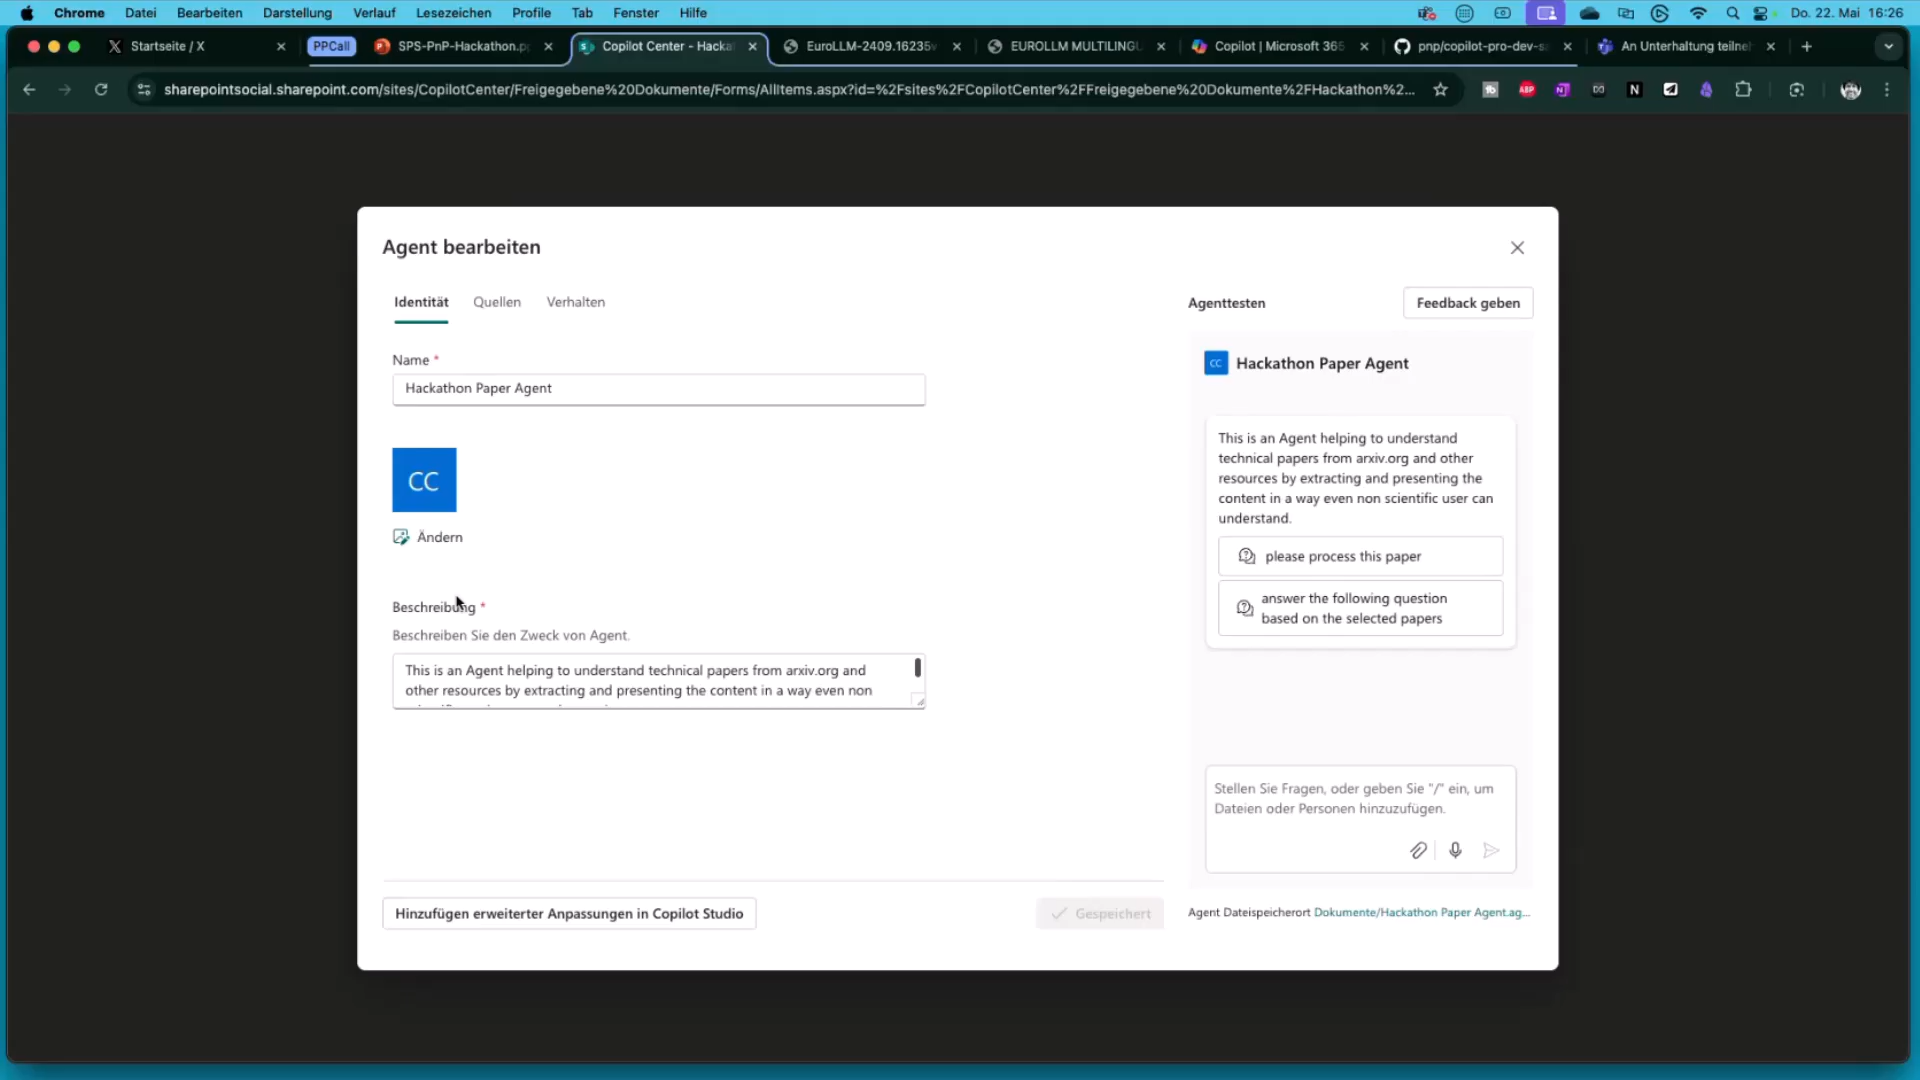 Chrome Datei Bearbeiten Darstellung Verlauf Lesezeichen Profile Tab Fenster Hilfe Do. 22. Mai 16:26
Startseite / X PPCall SPS-PnP-Hackathon.p Copilot Center - Hacka EuroLLM-2409.16235v EUROLLM MULTILINGU Copilot | Microsoft 365 pnp/copilot-pro-dev-s An Unterhaltung teilneh
sharepointsocial.sharepoint.com/sites/CopilotCenter/Freigegebene%20Dokumente/Forms/AllItems.aspx?id=%2Fsites%2FCopilotCenter%2FFreigegebene%20Dokumente%2FHackathon%2...
ABP
N
Agent bearbeiten
Identität Quellen Verhalten
Name *
Hackathon Paper Agent
CC
Ändern
Beschreibung *
Beschreiben Sie den Zweck von Agent.
This is an Agent helping to understand technical papers from arxiv.org and
other resources by extracting and presenting the content in a way even non
Hinzufügen erweiterter Anpassungen in Copilot Studio
Gespeichert
Agenttesten
Feedback geben
CC Hackathon Paper Agent
This is an Agent helping to understand
technical papers from arxiv.org and other
resources by extracting and presenting the
content in a way even non scientific user can
understand.
please process this paper
answer the following question
based on the selected papers
Stellen Sie Fragen, oder geben Sie "/" ein, um
Dateien oder Personen hinzuzufügen.
Agent Dateispeicherort Dokumente/Hackathon Paper Agent.ag...